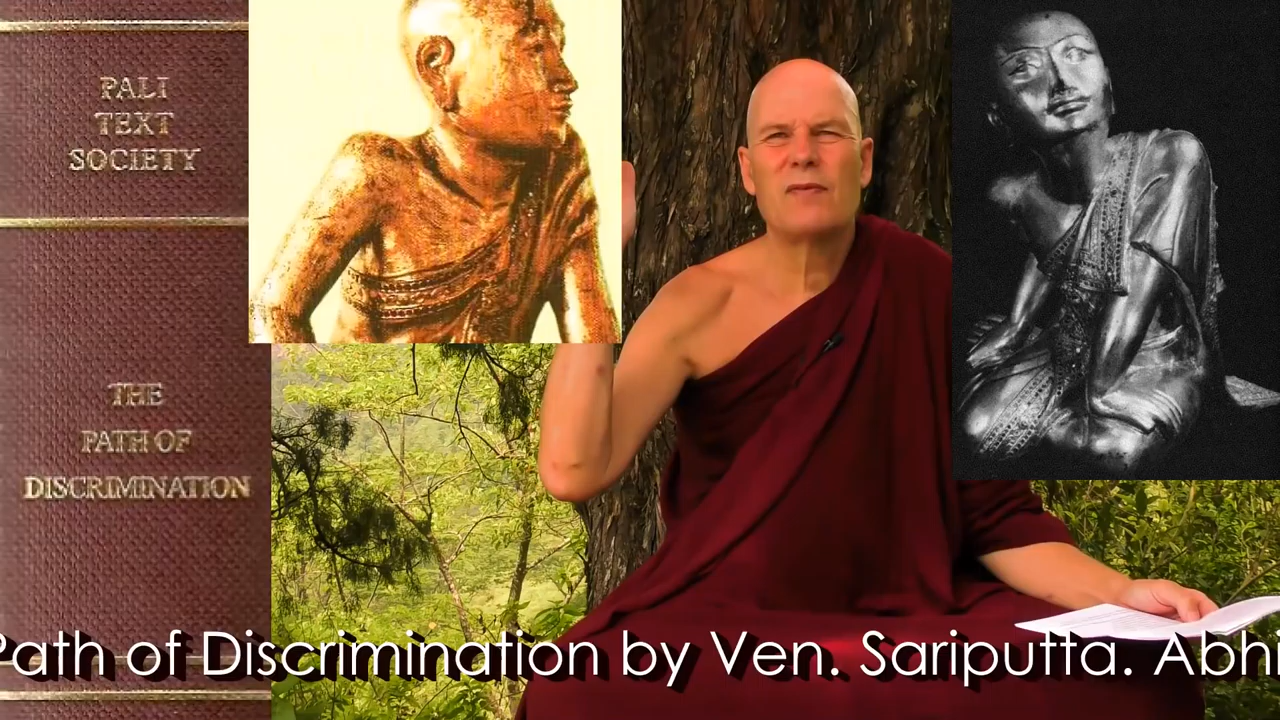 PALI
TEXT
SOCIETY
THE
PATH OF
DISCRIMINATION
Path of Discrimination by Ven. Sariputta. Abhi